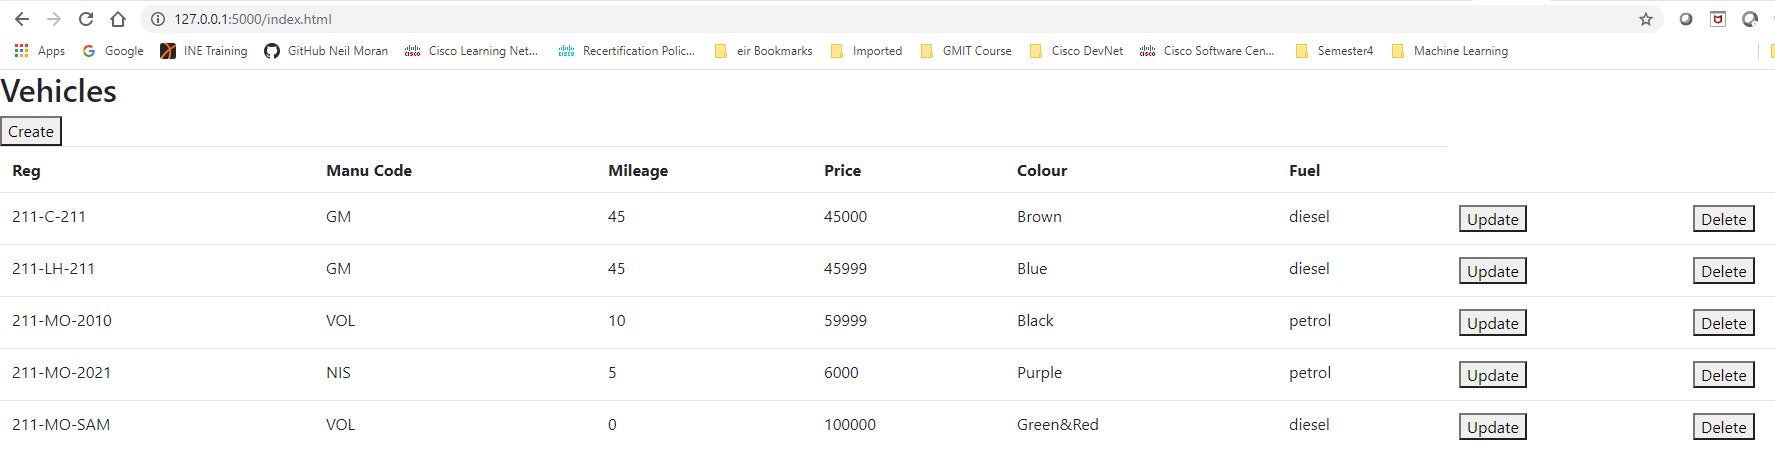 127.0.0.1:5000/index.html
Apps Google INE Training GitHub Neil Moran Cisco Learning Net... Recertification Polic... eir Bookmarks Imported GMIT Course Cisco DevNet Cisco Software Cen... Semester4 Machine Learning
Vehicles
Create
Reg Manu Code Mileage Price Colour Fuel
211-C-211 GM 45 45000 Brown diesel Update Delete
211-LH-211 GM 45 45999 Blue diesel Update Delete
211-MO-2010 VOL 10 59999 Black petrol Update Delete
211-MO-2021 NIS 5 6000 Purple petrol Update Delete
211-MO-SAM VOL 0 100000 Green&Red diesel Update Delete